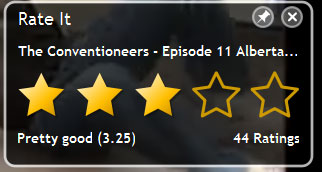 Rate It
The Conventioneers - Episode 11 Alberta...
Pretty good (3.25)
44 Ratings